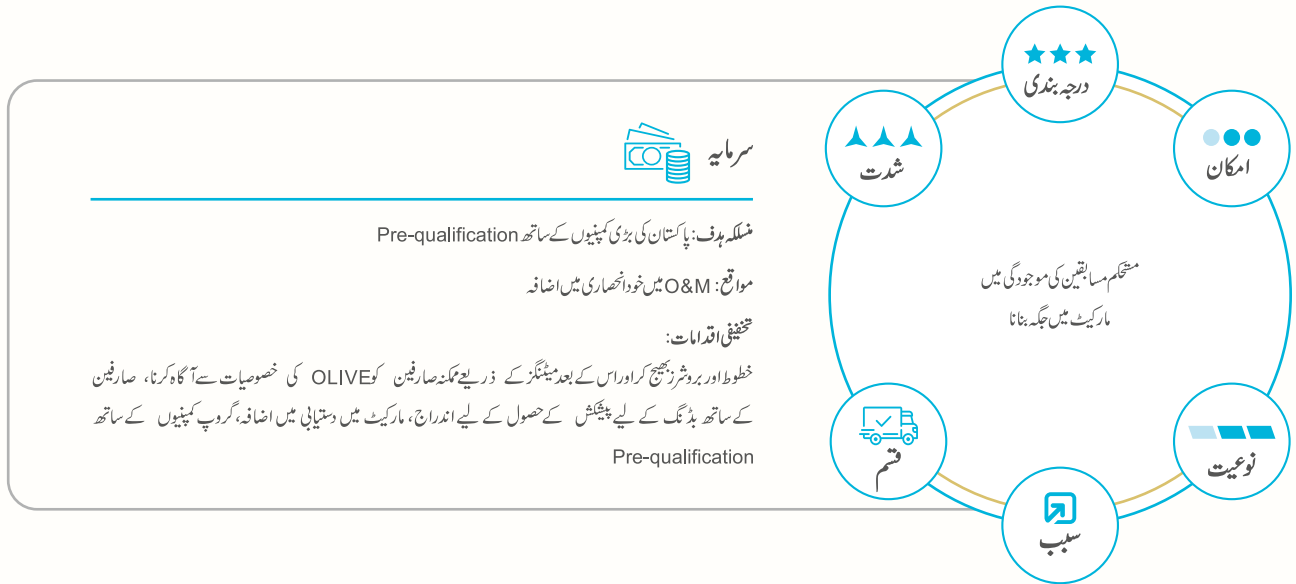 درجہ بندی
امکان
شدت
مستحکم مسابقین کی موجودگی میں
مارکیٹ میں جگہ بنانا
نوعیت
قسم
سبب
سرمایہ
منسلکہ ہدف: پاکستان کی بڑی کمپنیوں کے ساتھ Pre-qualification
مواقع: O&M میں خود انحصاری میں اضافہ
تخفیفی اقدامات:
خطوط اور بروشرز بھیج کر اور اس کے بعد میٹنگز کے ذریعے ممکنہ صارفین کو OLIVE کی خصوصیات سے آگاہ کرنا، صارفین
کے ساتھ بڈنگ کے لیے پیشکش کے حصول کے لیے اندراج، مارکیٹ میں دستیابی میں اضافہ، گروپ کمپنیوں کے ساتھ
Pre-qualification